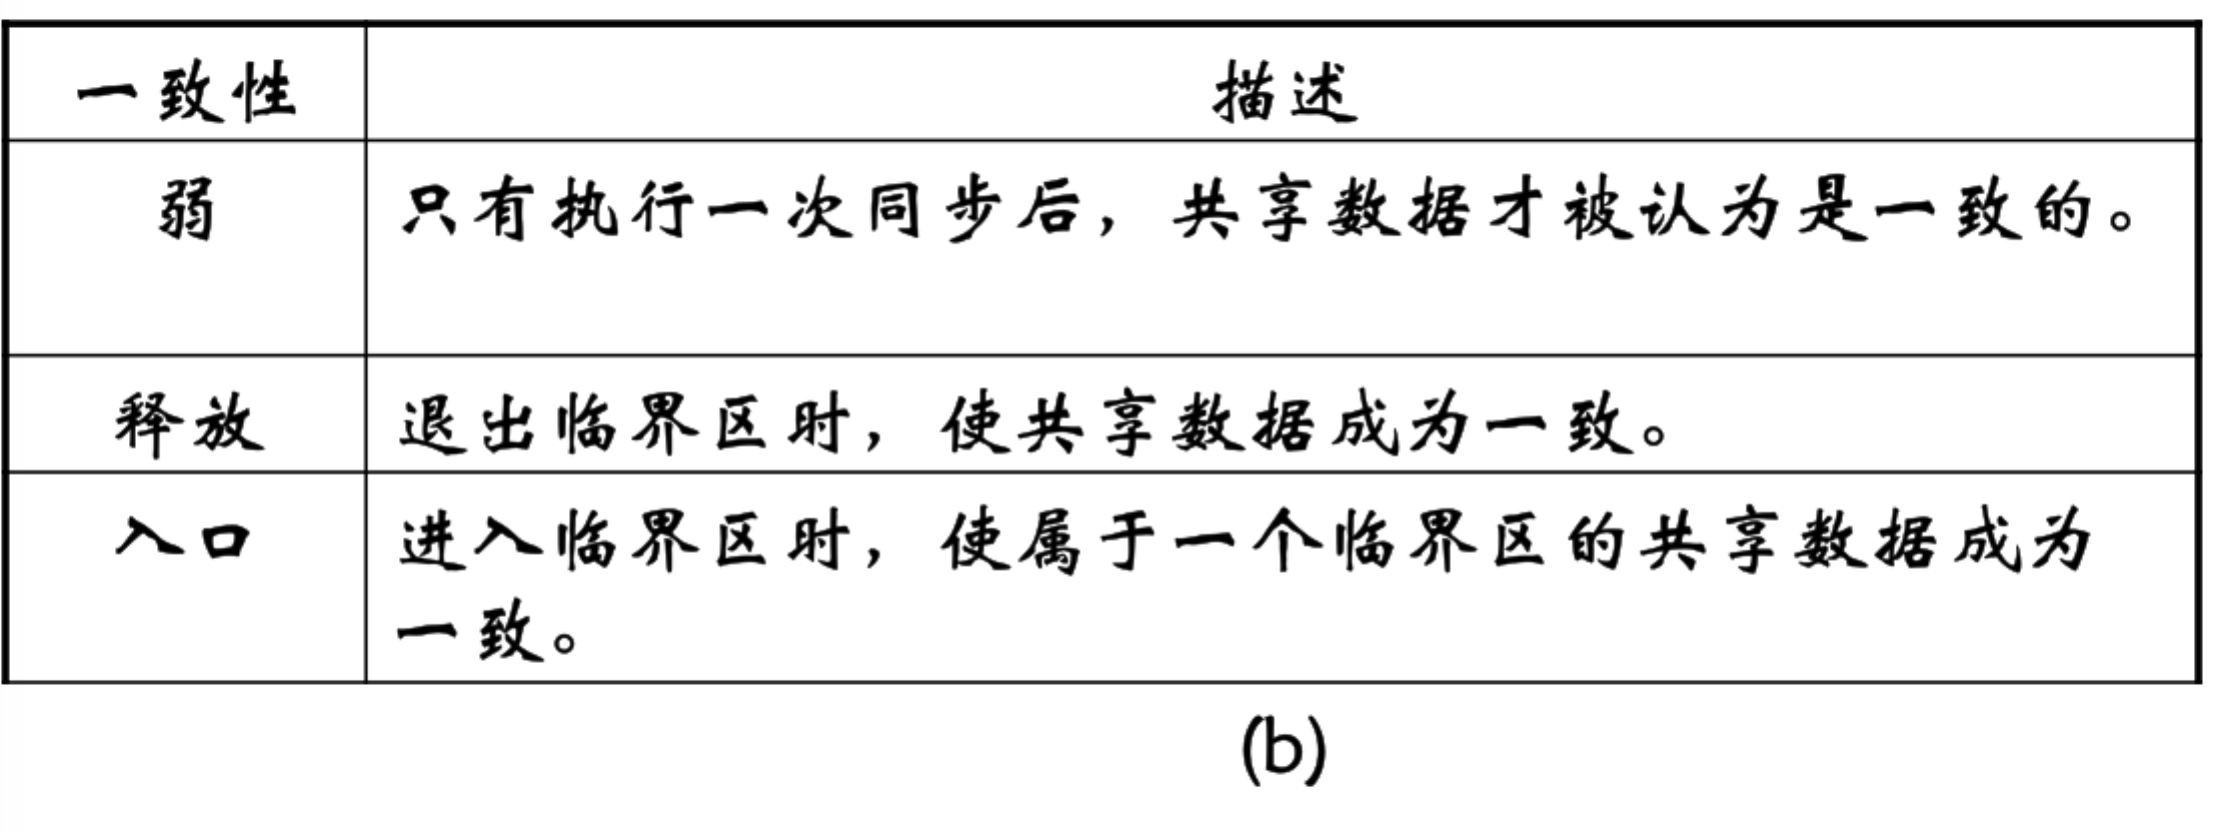 一致性 描述
弱 只有执行一次同步后，共享数据才被认为是一致的。
释放 退出临界区时，使共享数据成为一致。
入口 进入临界区时，使属于一个临界区的共享数据成为
一致。
(b)